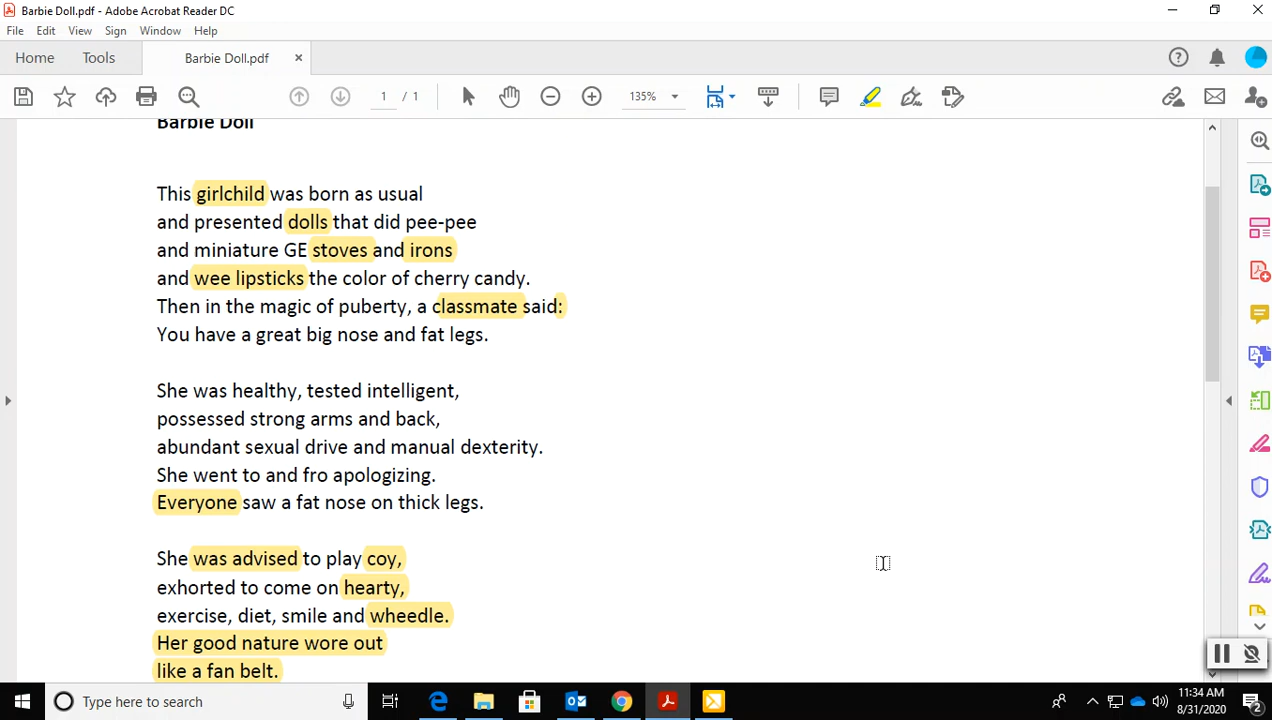 Barbie Doll.pdf - Adobe Acrobat Reader DC
File Edit View Sign Window Help
Home Tools Barbie Doll.pdf ×
1 / 1 135%
Barbie Doll
This girlchild was born as usual
and presented dolls that did pee-pee
and miniature GE stoves and irons
and wee lipsticks the color of cherry candy.
Then in the magic of puberty, a classmate said:
You have a great big nose and fat legs.
She was healthy, tested intelligent,
possessed strong arms and back,
abundant sexual drive and manual dexterity.
She went to and fro apologizing.
Everyone saw a fat nose on thick legs.
She was advised to play coy,
exhorted to come on hearty,
exercise, diet, smile and wheedle.
Her good nature wore out
like a fan belt.
Type here to search
11:34 AM
8/31/2020
2